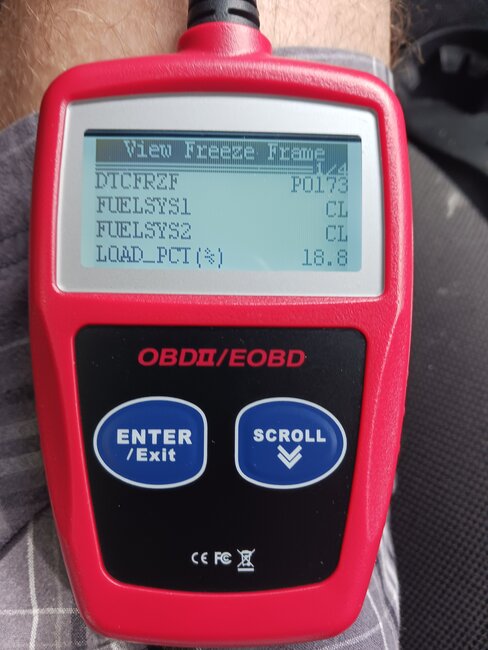 View Freeze Frame
1/4
DTCFRZF P0173
FUELSYS1 CL
FUELSYS2 CL
LOAD_PCT(%) 18.8
OBDII/EOBD
ENTER
/Exit
SCROLL
CE FC